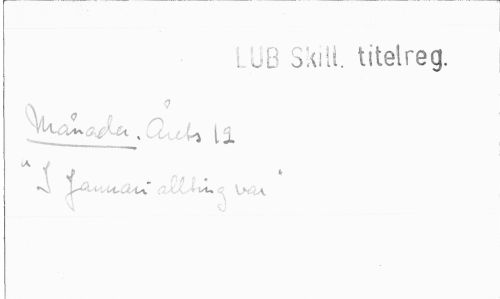 LUB Skill. titelreg.
Månader. Årets 12
"I Januari allting var"